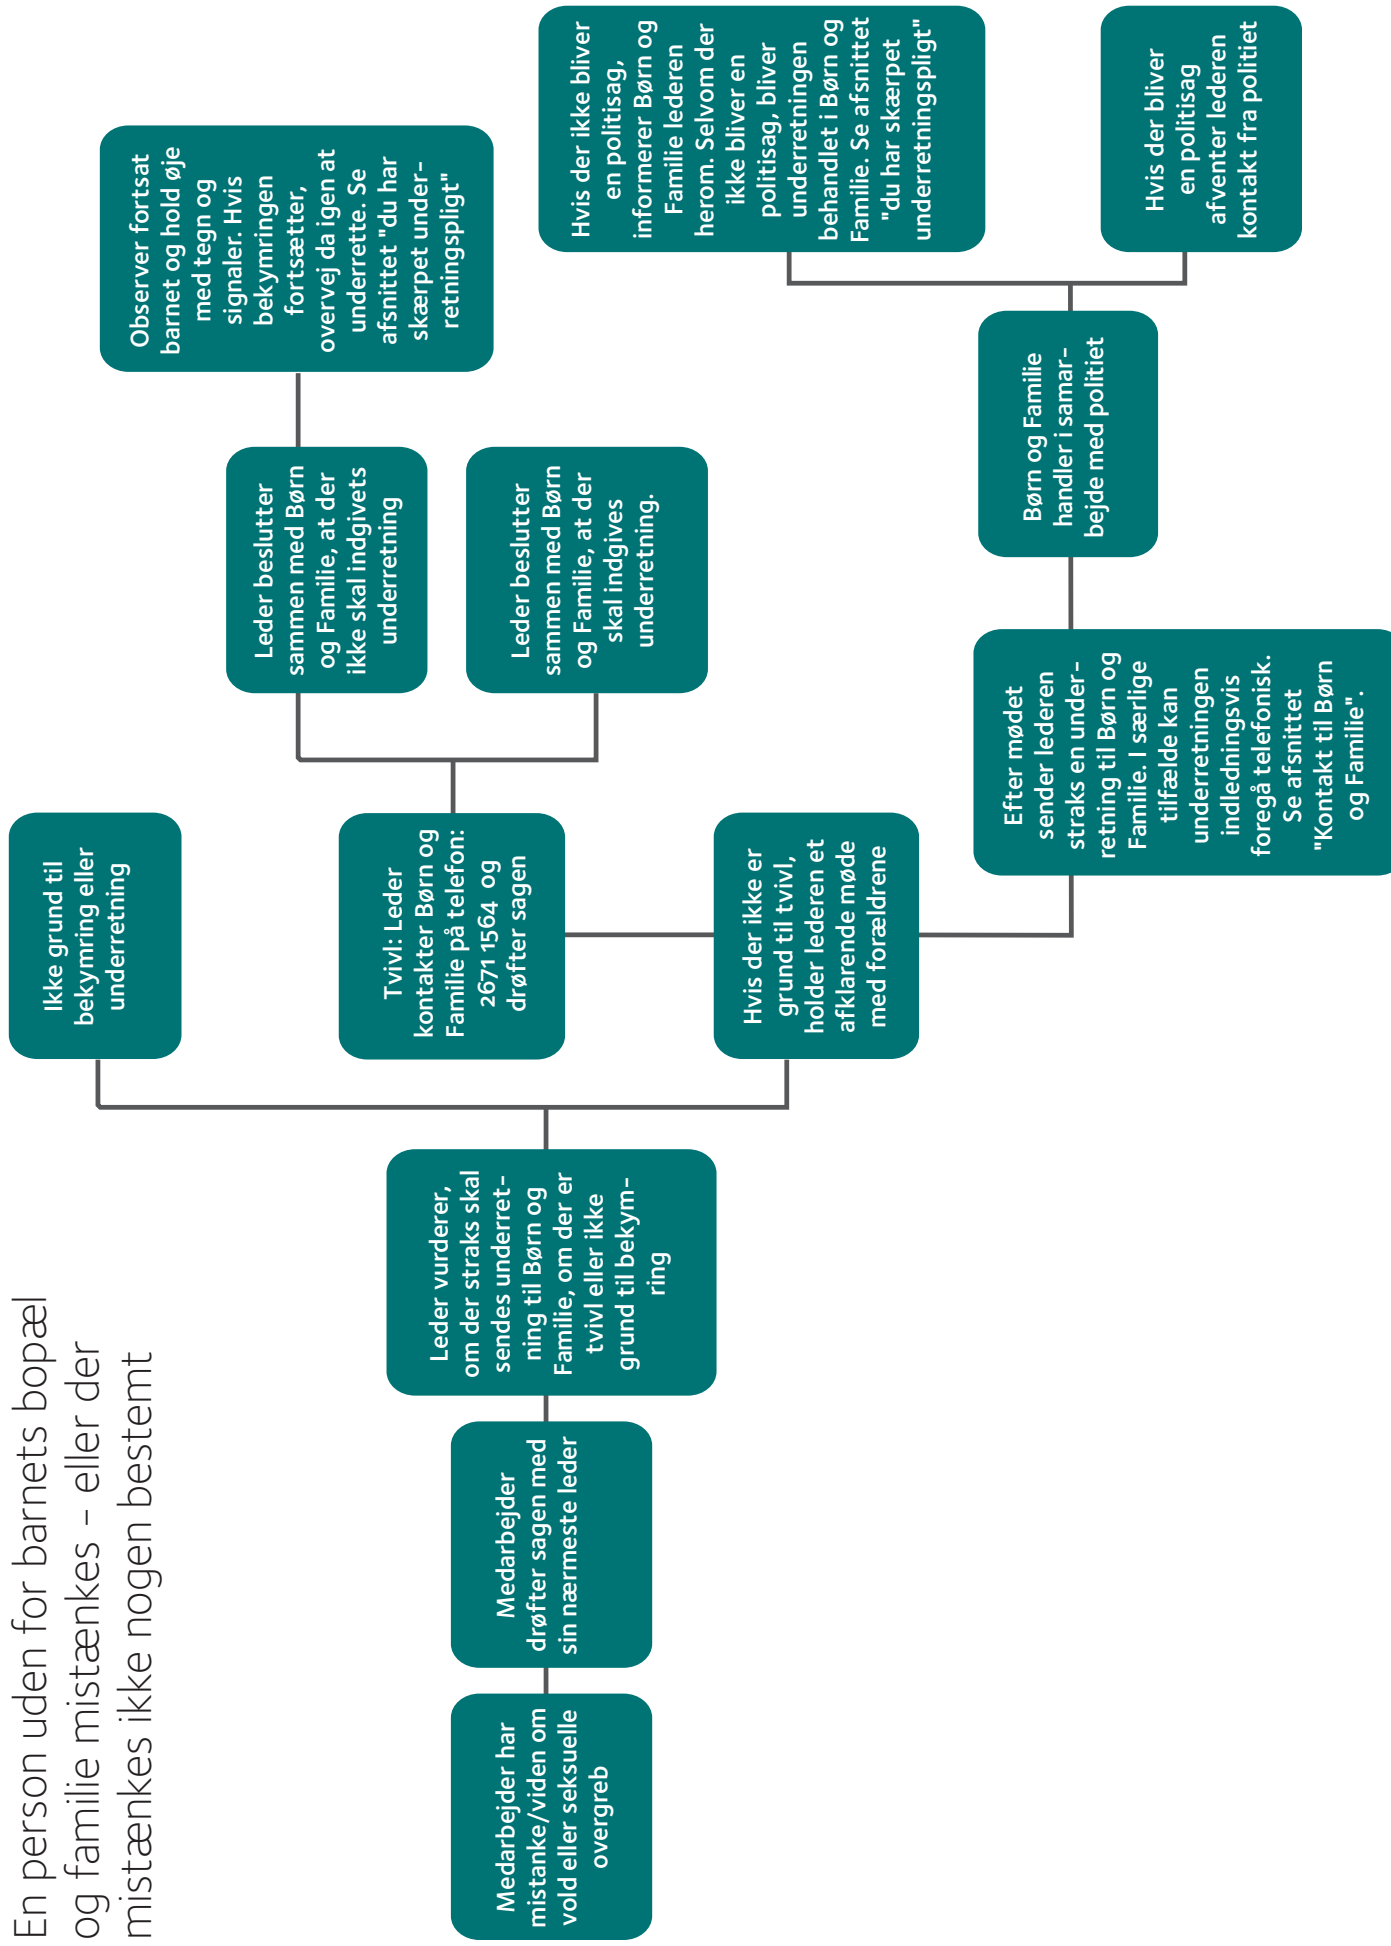 En person uden for barnets bopæl
og familie mistænkes – eller der
mistænkes ikke nogen bestemt
Medarbejder har
mistanke/viden om
vold eller seksuelle
overgreb
Medarbejder
drøfter sagen med
sin nærmeste leder
Leder vurderer,
om der straks skal
sendes underret-
ning til Børn og
Familie, om der er
tvivl eller ikke
grund til bekym-
ring
Ikke grund til
bekymring eller
underretning
Tvivl: Leder
kontakter Børn og
Familie på telefon:
2671 1564 og
drøfter sagen
Hvis der ikke er
grund til tvivl,
holder lederen et
afklarende møde
med forældrene
Leder beslutter
sammen med Børn
og Familie, at der
ikke skal indgivets
underretning
Leder beslutter
sammen med Børn
og Familie, at der
skal indgives
underretning.
Observer fortsat
barnet og hold øje
med tegn og
signaler. Hvis
bekymringen
fortsætter,
overvej da igen at
underrette. Se
afsnittet "du har
skærpet under-
retningspligt"
Efter mødet
sender lederen
straks en under-
retning til Børn og
Familie. I særlige
tilfælde kan
underretningen
indledningsvis
foregå telefonisk.
Se afsnittet
"Kontakt til Børn
og Familie".
Børn og Familie
handler i samar-
bejde med politiet
Hvis der ikke bliver
en politisag,
informerer Børn og
Familie lederen
herom. Selvom der
ikke bliver en
politisag, bliver
underretningen
behandlet i Børn og
Familie. Se afsnittet
"du har skærpet
underretningspligt"
Hvis der bliver
en politisag
afventer lederen
kontakt fra politiet